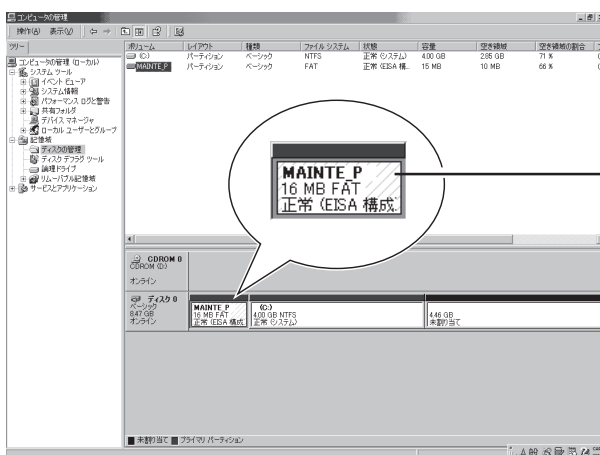 コンピュータの管理
操作(A) 表示(V)
ツリー
コンピュータの管理 (ローカル)
システム ツール
イベント ビューア
システム情報
パフォーマンス ログと警告
共有フォルダ
デバイス マネージャ
ローカル ユーザーとグループ
記憶域
ディスクの管理
ディスク デフラグ ツール
論理ドライブ
リムーバブル記憶域
サービスとアプリケーション
ボリューム レイアウト 種類 ファイル システム 状態 容量 空き領域 空き領域の割合
(C:) パーティション ベーシック NTFS 正常 (システム) 4.00 GB 2.85 GB 71 %
MAINTE_P パーティション ベーシック FAT 正常 (EISA 構.. 15 MB 10 MB 66 %
MAINTE_P
16 MB FAT
正常 (EISA 構成.
CDROM 0
CDROM (D:)
オンライン
ディスク 0
ベーシック
8.47 GB
オンライン
MAINTE_P
16 MB FAT
正常 (EISA 構成.
(C:)
4.00 GB NTFS
正常 (システム)
4.46 GB
未割り当て
未割り当て プライマリ パーティション